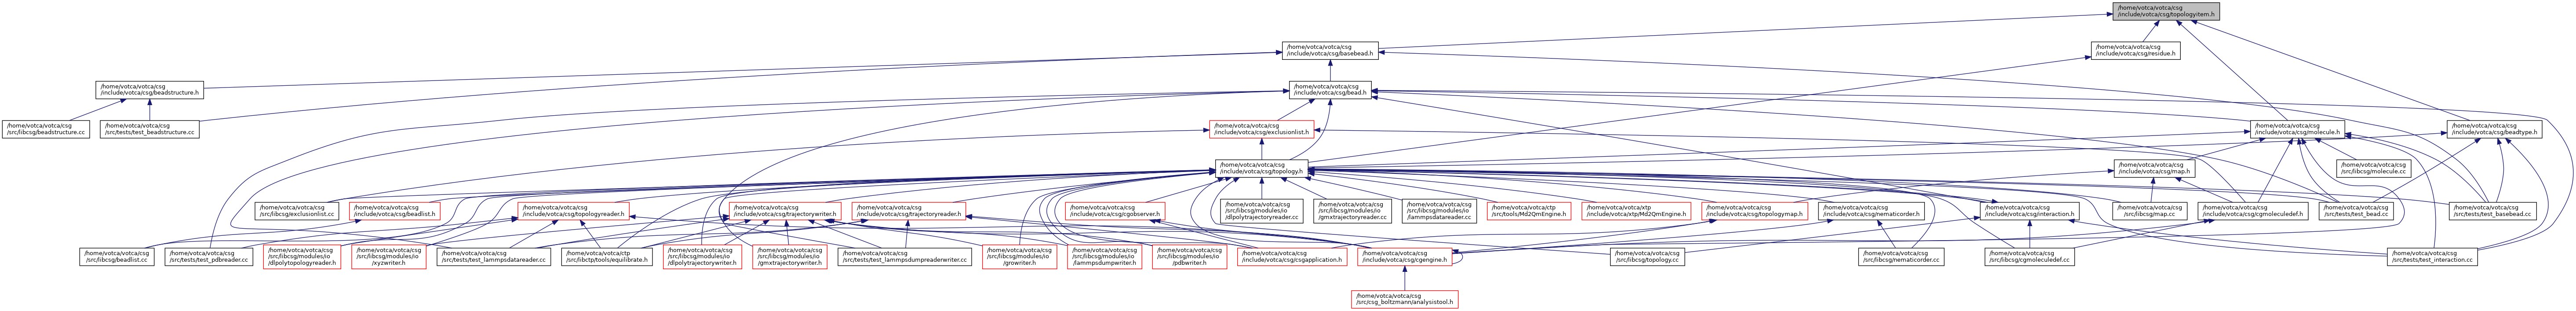 /home/votca/votca/csg
/include/votca/csg/topologyitem.h
/home/votca/votca/csg
/include/votca/csg/basebead.h
/home/votca/votca/csg
/include/votca/csg/residue.h
/home/votca/votca/csg
/include/votca/csg/beadstructure.h
/home/votca/votca/csg
/include/votca/csg/bead.h
/home/votca/votca/csg
/src/libcsg/beadstructure.cc
/home/votca/votca/csg
/src/tests/test_beadstructure.cc
/home/votca/votca/csg
/include/votca/csg/exclusionlist.h
/home/votca/votca/csg
/include/votca/csg/molecule.h
/home/votca/votca/csg
/include/votca/csg/beadtype.h
/home/votca/votca/csg
/include/votca/csg/topology.h
/home/votca/votca/csg
/include/votca/csg/map.h
/home/votca/votca/csg
/src/libcsg/molecule.cc
/home/votca/votca/csg
/src/libcsg/exclusionlist.cc
/home/votca/votca/csg
/include/votca/csg/beadlist.h
/home/votca/votca/csg
/include/votca/csg/topologyreader.h
/home/votca/votca/csg
/include/votca/csg/trajectorywriter.h
/home/votca/votca/csg
/include/votca/csg/trajectoryreader.h
/home/votca/votca/csg
/include/votca/csg/cgobserver.h
/home/votca/votca/csg
/src/libcsg/modules/io
/dlpolytopologyreader.cc
/home/votca/votca/csg
/src/libcsg/modules/io
/gmxtrajectoryreader.cc
/home/votca/votca/csg
/src/libcsg/modules/io
/lammpsdatareader.cc
/home/votca/votca/ctp
/src/tools/Md2QmEngine.h
/home/votca/votca/xtp
/include/votca/xtp/Md2QmEngine.h
/home/votca/votca/csg
/include/votca/csg/topologymap.h
/home/votca/votca/csg
/include/votca/csg/nematicorder.h
/home/votca/votca/csg
/include/votca/csg/interaction.h
/home/votca/votca/csg
/src/libcsg/map.cc
/home/votca/votca/csg
/include/votca/csg/cgmoleculedef.h
/home/votca/votca/csg
/src/tests/test_bead.cc
/home/votca/votca/csg
/src/tests/test_basebead.cc
/home/votca/votca/csg
/src/libcsg/beadlist.cc
/home/votca/votca/csg
/src/tests/test_pdbreader.cc
/home/votca/votca/csg
/src/libcsg/modules/io
/dlpolytopologyreader.h
/home/votca/votca/csg
/src/libcsg/modules/io
/xyzwriter.h
/home/votca/votca/csg
/src/tests/test_lammpsdatareader.cc
/home/votca/votca/ctp
/src/libctp/tools/equilibrate.h
/home/votca/votca/csg
/src/libcsg/modules/io
/dlpolytrajectorywriter.h
/home/votca/votca/csg
/src/libcsg/modules/io
/gmxtrajectorywriter.h
/home/votca/votca/csg
/src/tests/test_lammpsdumpreaderwriter.cc
/home/votca/votca/csg
/src/libcsg/modules/io
/growriter.h
/home/votca/votca/csg
/src/libcsg/modules/io
/lammpsdumpwriter.h
/home/votca/votca/csg
/src/libcsg/modules/io
/pdbwriter.h
/home/votca/votca/csg
/include/votca/csg/csgapplication.h
/home/votca/votca/csg
/include/votca/csg/cgengine.h
/home/votca/votca/csg
/src/libcsg/topology.cc
/home/votca/votca/csg
/src/libcsg/nematicorder.cc
/home/votca/votca/csg
/src/libcsg/cgmoleculedef.cc
/home/votca/votca/csg
/src/tests/test_interaction.cc
/home/votca/votca/csg
/src/csg_boltzmann/analysistool.h